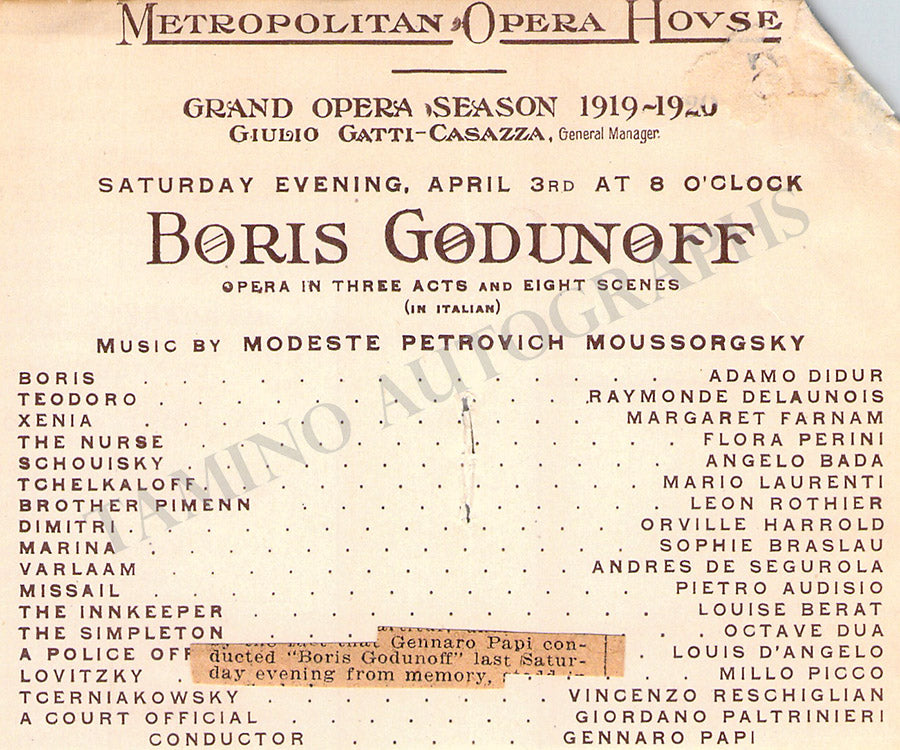 METROPOLITAN OPERA HOVSE
GRAND OPERA SEASON 1919~1920
GIULIO GATTI-CASAZZA, General Manager.
SATURDAY EVENING, APRIL 3RD AT 8 O'CLOCK
BORIS GODUNOFF
OPERA IN THREE ACTS AND EIGHT SCENES
(IN ITALIAN)
MUSIC BY MODESTE PETROVICH MOUSSORGSKY
BORIS . . . . . . . . . . . . . ADAMO DIDUR
TEODORO . . . . . . . . . . . . RAYMONDE DELAUNOIS
XENIA . . . . . . . . . . . . . MARGARET FARNAM
THE NURSE . . . . . . . . . . . . FLORA PERINI
SCHOUISKY . . . . . . . . . . . . ANGELO BADA
TCHELKALOFF . . . . . . . . . . . MARIO LAURENTI
BROTHER PIMENN . . . . . . . . . . LEON ROTHIER
DIMITRI . . . . . . . . . . . . ORVILLE HARROLD
MARINA . . . . . . . . . . . . SOPHIE BRASLAU
VARLAAM . . . . . . . . . . . ANDRES DE SEGUROLA
MISSAIL . . . . . . . . . . . . PIETRO AUDISIO
THE INNKEEPER . . . . . . . . . . LOUISE BERAT
THE SIMPLETON . . . OCTAVE DUA
A POLICE OFF . . LOUIS D'ANGELO
LOVITZKY . . . MILLO PICCO
TCERNIAKOWSKY . . . . . . . . VINCENZO RESCHIGLIAN
A COURT OFFICIAL . . . . . . . . GIORDANO PALTRINIERI
CONDUCTOR . . . . . GENNARO PAPI
that Gennaro Papi con-
ducted "Boris Godunoff" last Satur-
day evening from memory,
TAMINO AUTOGRAPHS